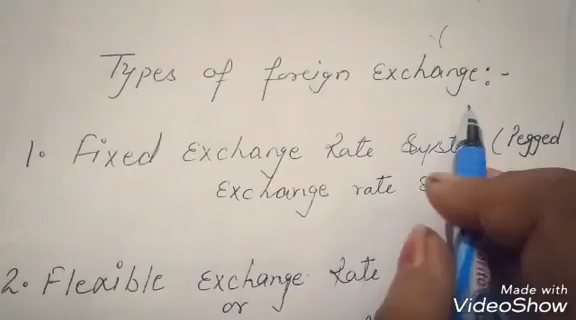 Types of foreign Exchange:-
1. Fixed Exchange Rate Syste (Pegged
Exchange rate
2. Flexible Exchange Rate
or
Made with
VideoShow